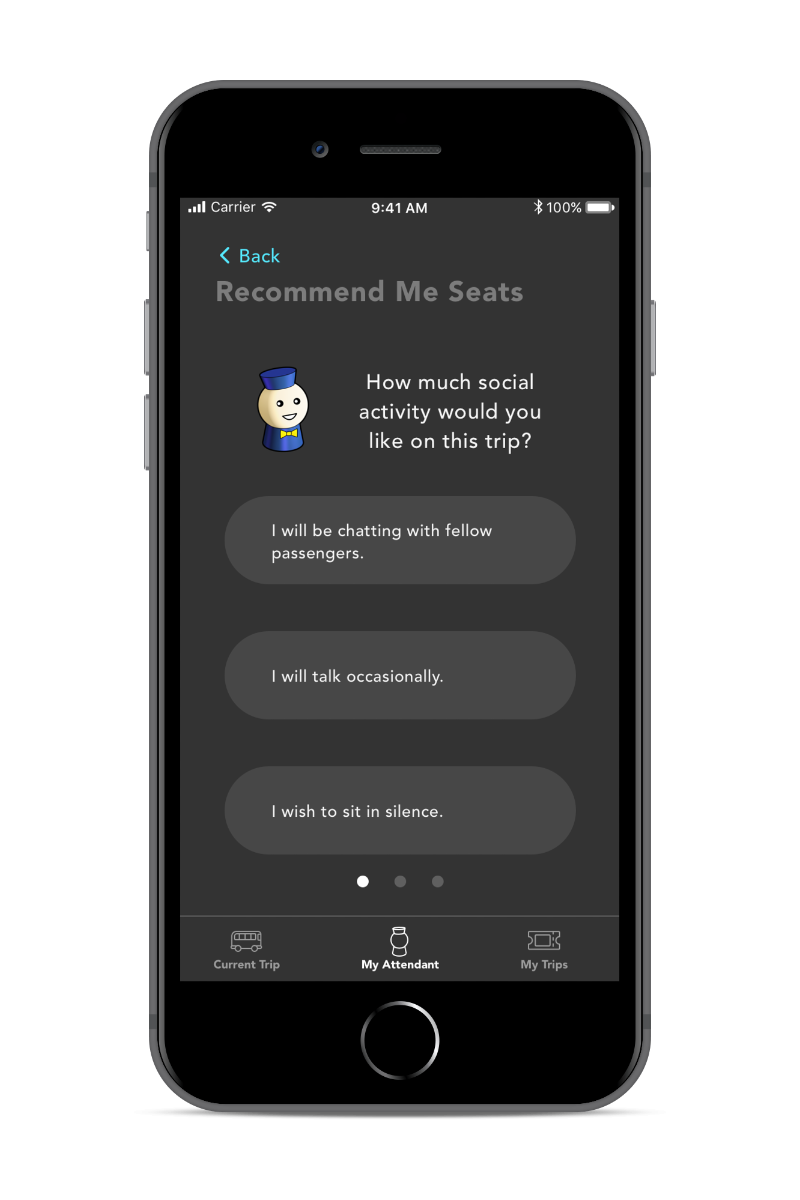 Carrier 9:41 AM 100%
Back
Recommend Me Seats
How much social
activity would you
like on this trip?
I will be chatting with fellow
passengers.
I will talk occasionally.
I wish to sit in silence.
Current Trip My Attendant My Trips